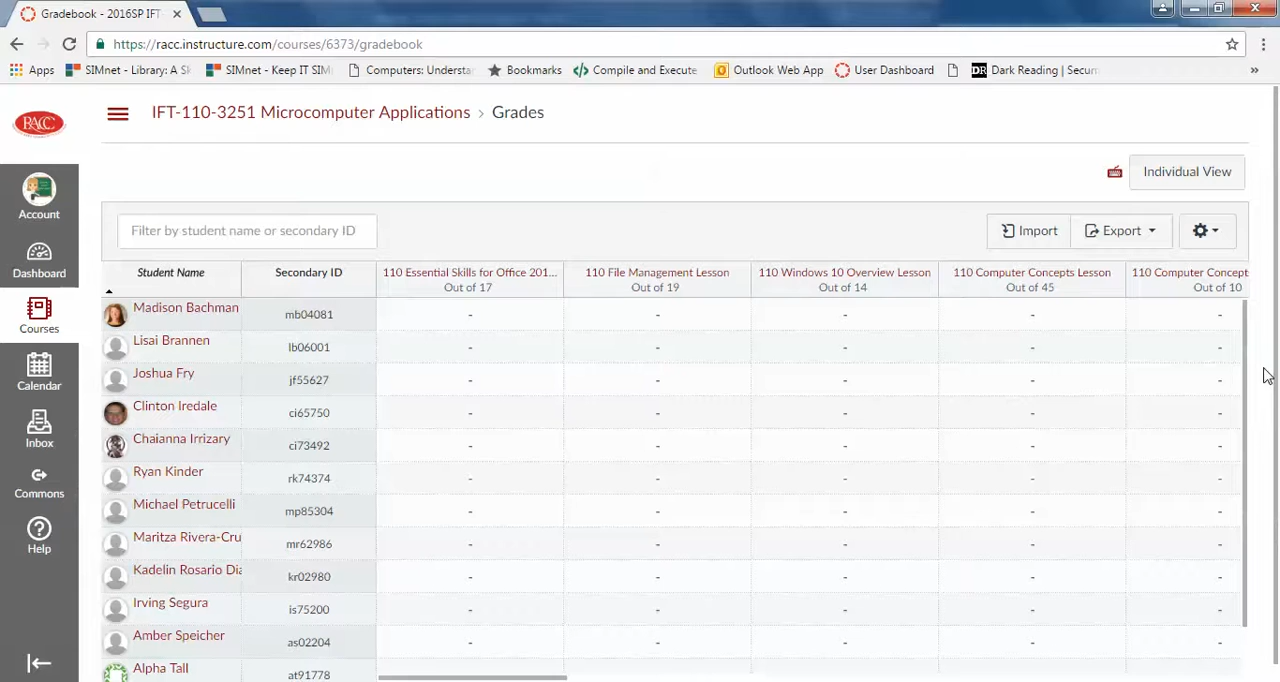 Gradebook - 2016SP IFT-
https://racc.instructure.com/courses/6373/gradebook
Apps SIMnet - Library: A Sk SIMnet - Keep IT SIM Computers: Understa Bookmarks Compile and Execute Outlook Web App User Dashboard DR Dark Reading | Secur »
RACC
IFT-110-3251 Microcomputer Applications › Grades
Individual View
Account
Filter by student name or secondary ID
Import Export
Dashboard
Student Name Secondary ID 110 Essential Skills for Office 201... 110 File Management Lesson 110 Windows 10 Overview Lesson 110 Computer Concepts Lesson 110 Computer Concept
Out of 17 Out of 19 Out of 14 Out of 45 Out of 10
Madison Bachman mb04081 - - - - -
Courses
Lisai Brannen lb06001 - - - - -
Joshua Fry jf55627 - - - - -
Calendar
Clinton Iredale ci65750 - - - - -
Inbox
Chaianna Irrizary ci73492 - - - - -
Ryan Kinder rk74374 - - - - -
Commons
Michael Petrucelli mp85304 - - - - -
Maritza Rivera-Cru mr62986 - - - - -
Help
Kadelin Rosario Dia kr02980 - - - - -
Irving Segura is75200 - - - - -
Amber Speicher as02204 - - - - -
Alpha Tall at91778 - - - - -